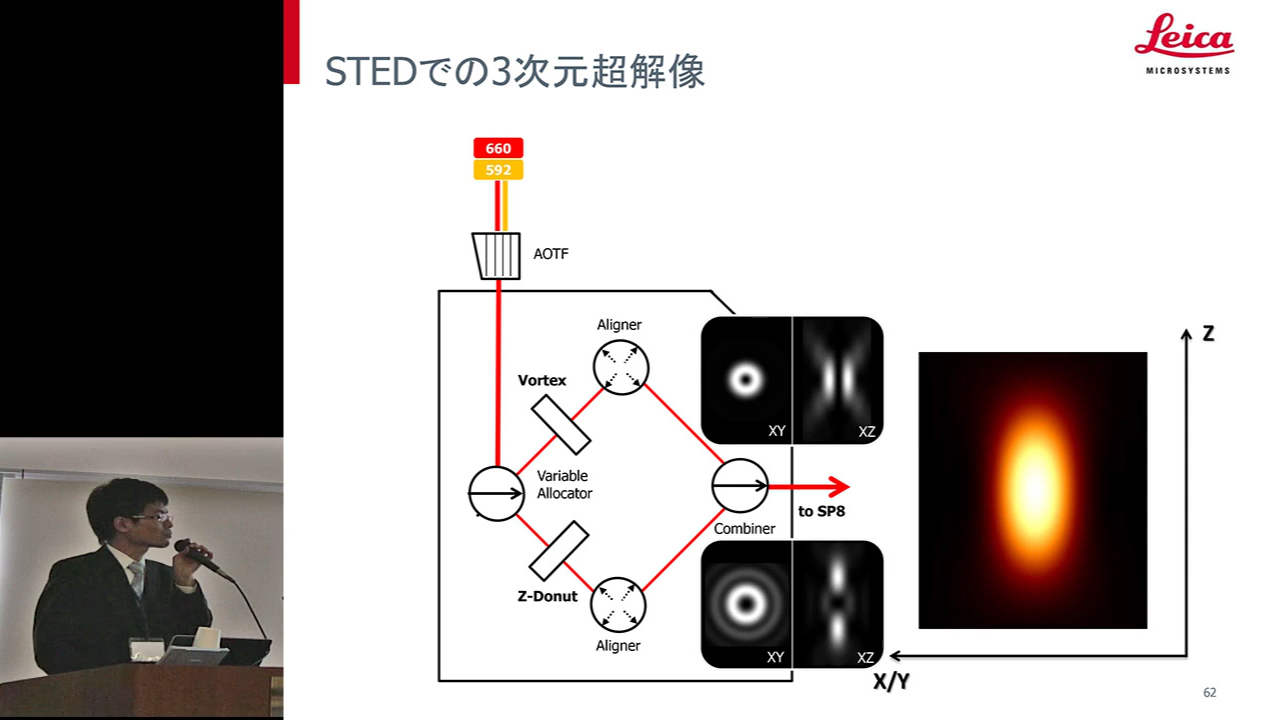 STEDでの3次元超解像
Leica
MICROSYSTEMS
660
592
AOTF
Aligner
Vortex
Variable
Allocator
Z-Donut
Aligner
Combiner
to SP8
XY
XZ
XY
XZ
Z
X/Y
62